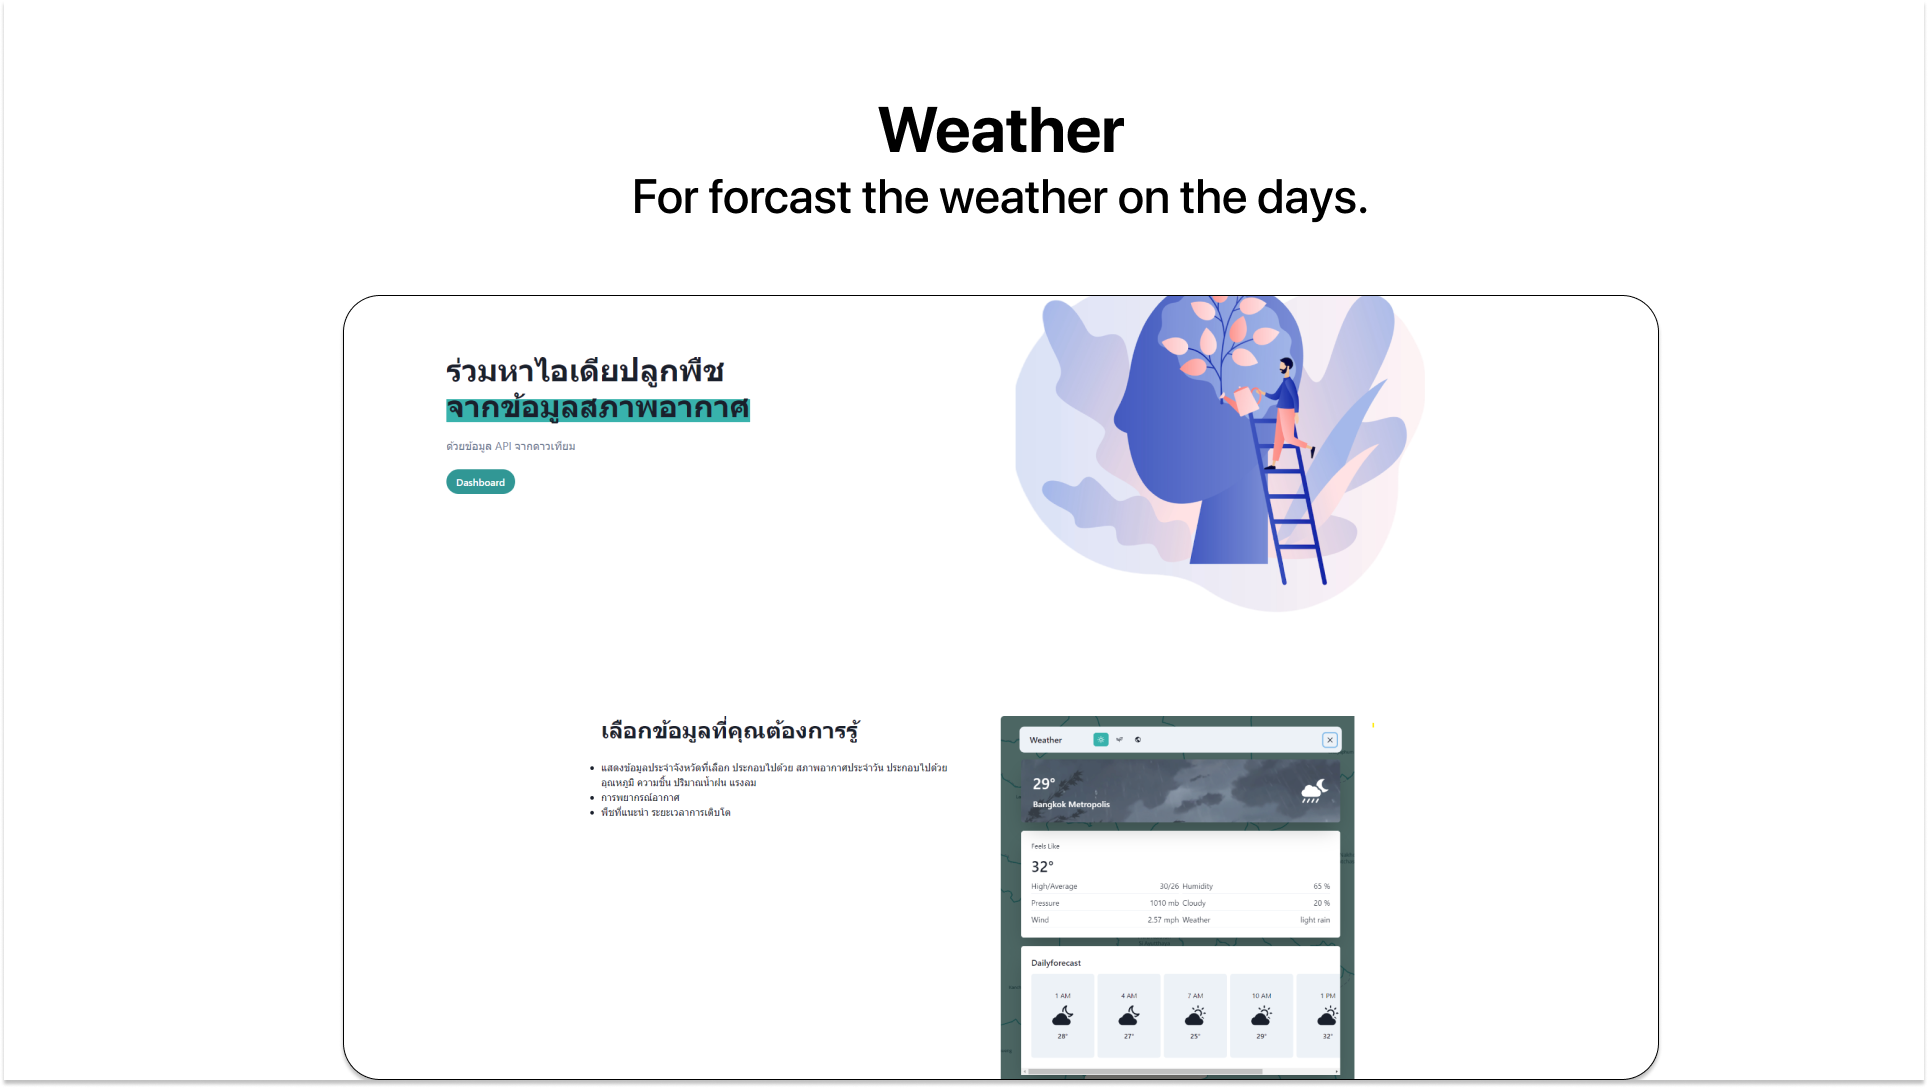 Weather
For forcast the weather on the days.
ร่วมหาไอเดียปลูกพืช
จากข้อมูลสภาพอากาศ
ด้วยข้อมูล API จากดาวเทียม
Dashboard
เลือกข้อมูลที่คุณต้องการรู้
แสดงข้อมูลประจำจังหวัดที่เลือก ประกอบไปด้วย สภาพอากาศประจำวัน ประกอบไปด้วย
อุณหภูมิ ความชื้น ปริมาณน้ำฝน แรงลม
การพยากรณ์อากาศ
พืชที่แนะนำ ระยะเวลาการเติบโต
Weather
29°
Bangkok Metropolis
Feels Like
32°
High/Average 30/26 Humidity 65 %
Pressure 1010 mb Cloudy 20 %
Wind 2.57 mph Weather light rain
Dailyforecast
1 AM 4 AM 7 AM 10 AM 1 PM
28° 27° 25° 29° 32°